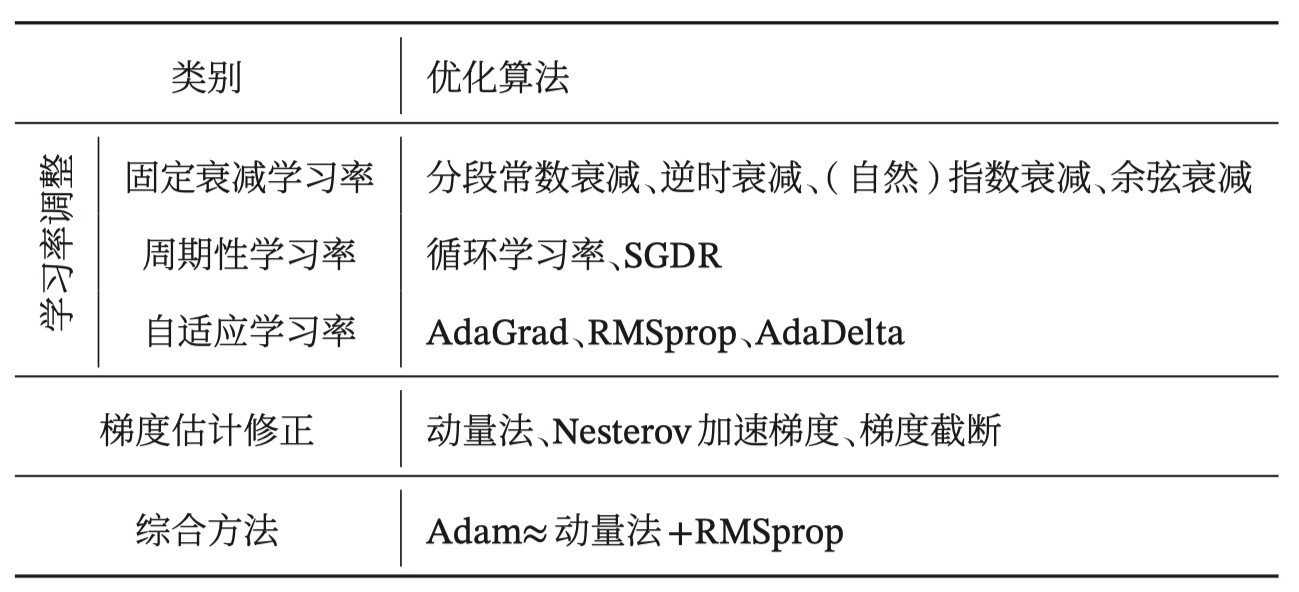 类别 优化算法
学习率调整
固定衰减学习率 分段常数衰减、逆时衰减、(自然)指数衰减、余弦衰减
周期性学习率 循环学习率、SGDR
自适应学习率 AdaGrad、RMSprop、AdaDelta
梯度估计修正 动量法、Nesterov 加速梯度、梯度截断
综合方法 Adam≈动量法+RMSprop